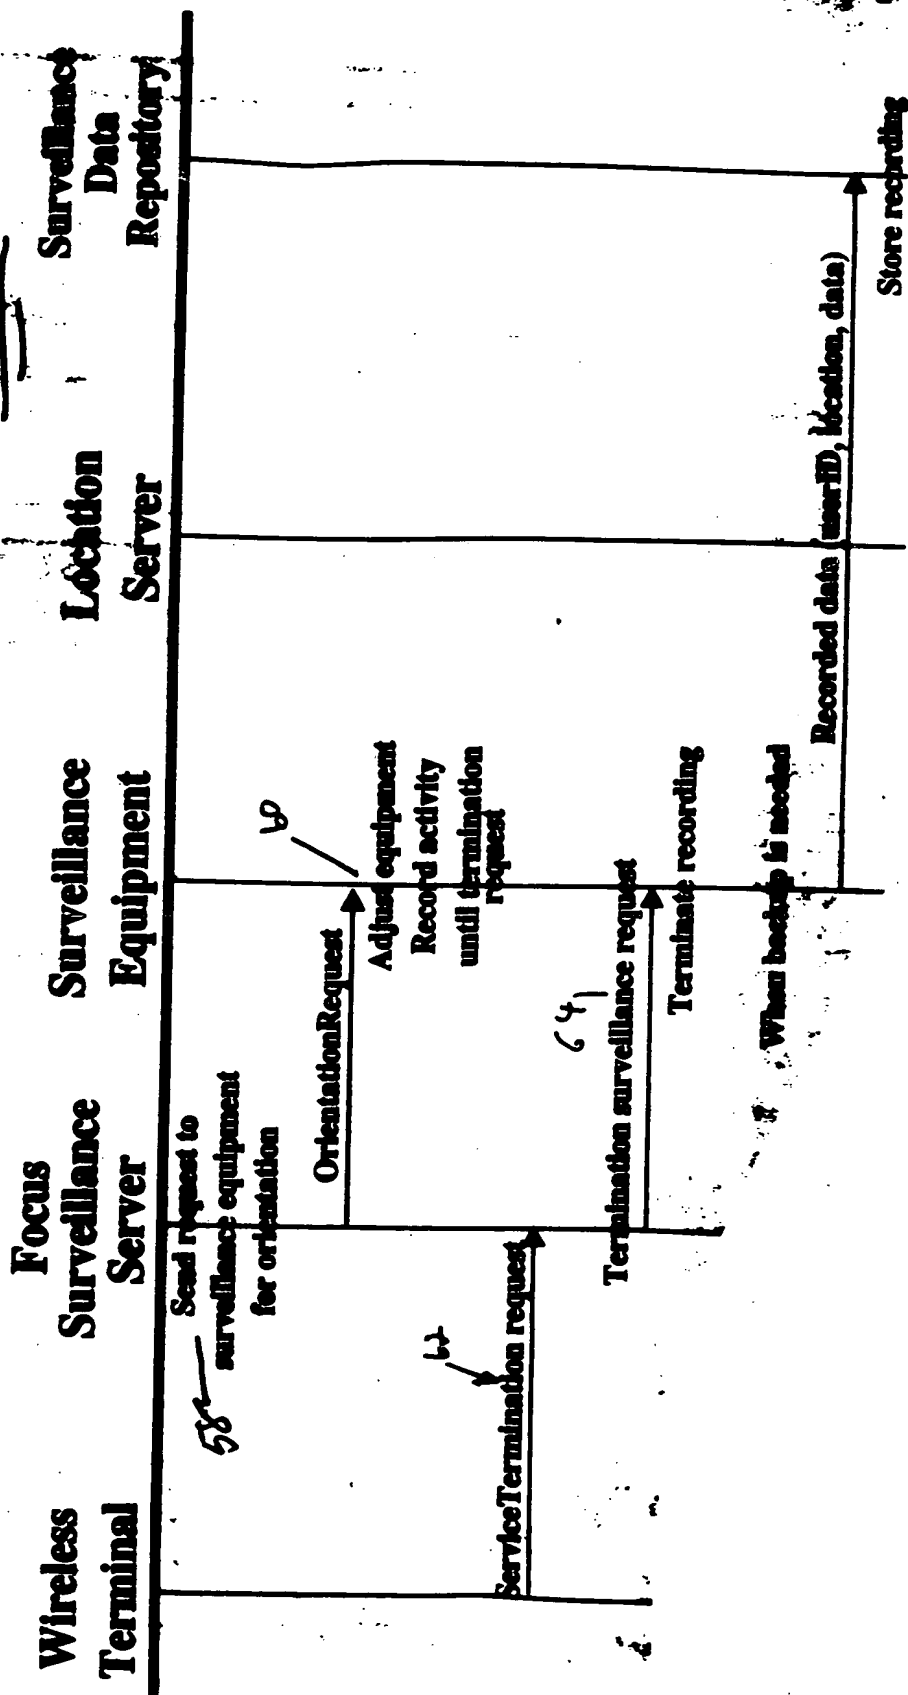 Wireless
Terminal
Focus
Surveillance
Server
Surveillance
Equipment
Location
Server
Surveillance
Data
Repository
Send request to
surveillance equipment
for orientation
58
OrientationRequest
60
Adjust equipment
Record activity
until termination
request
62
ServiceTermination request
64
Termination surveillance request
Terminate recording
When backup is needed
Recorded data (userID, location, data)
Store recording